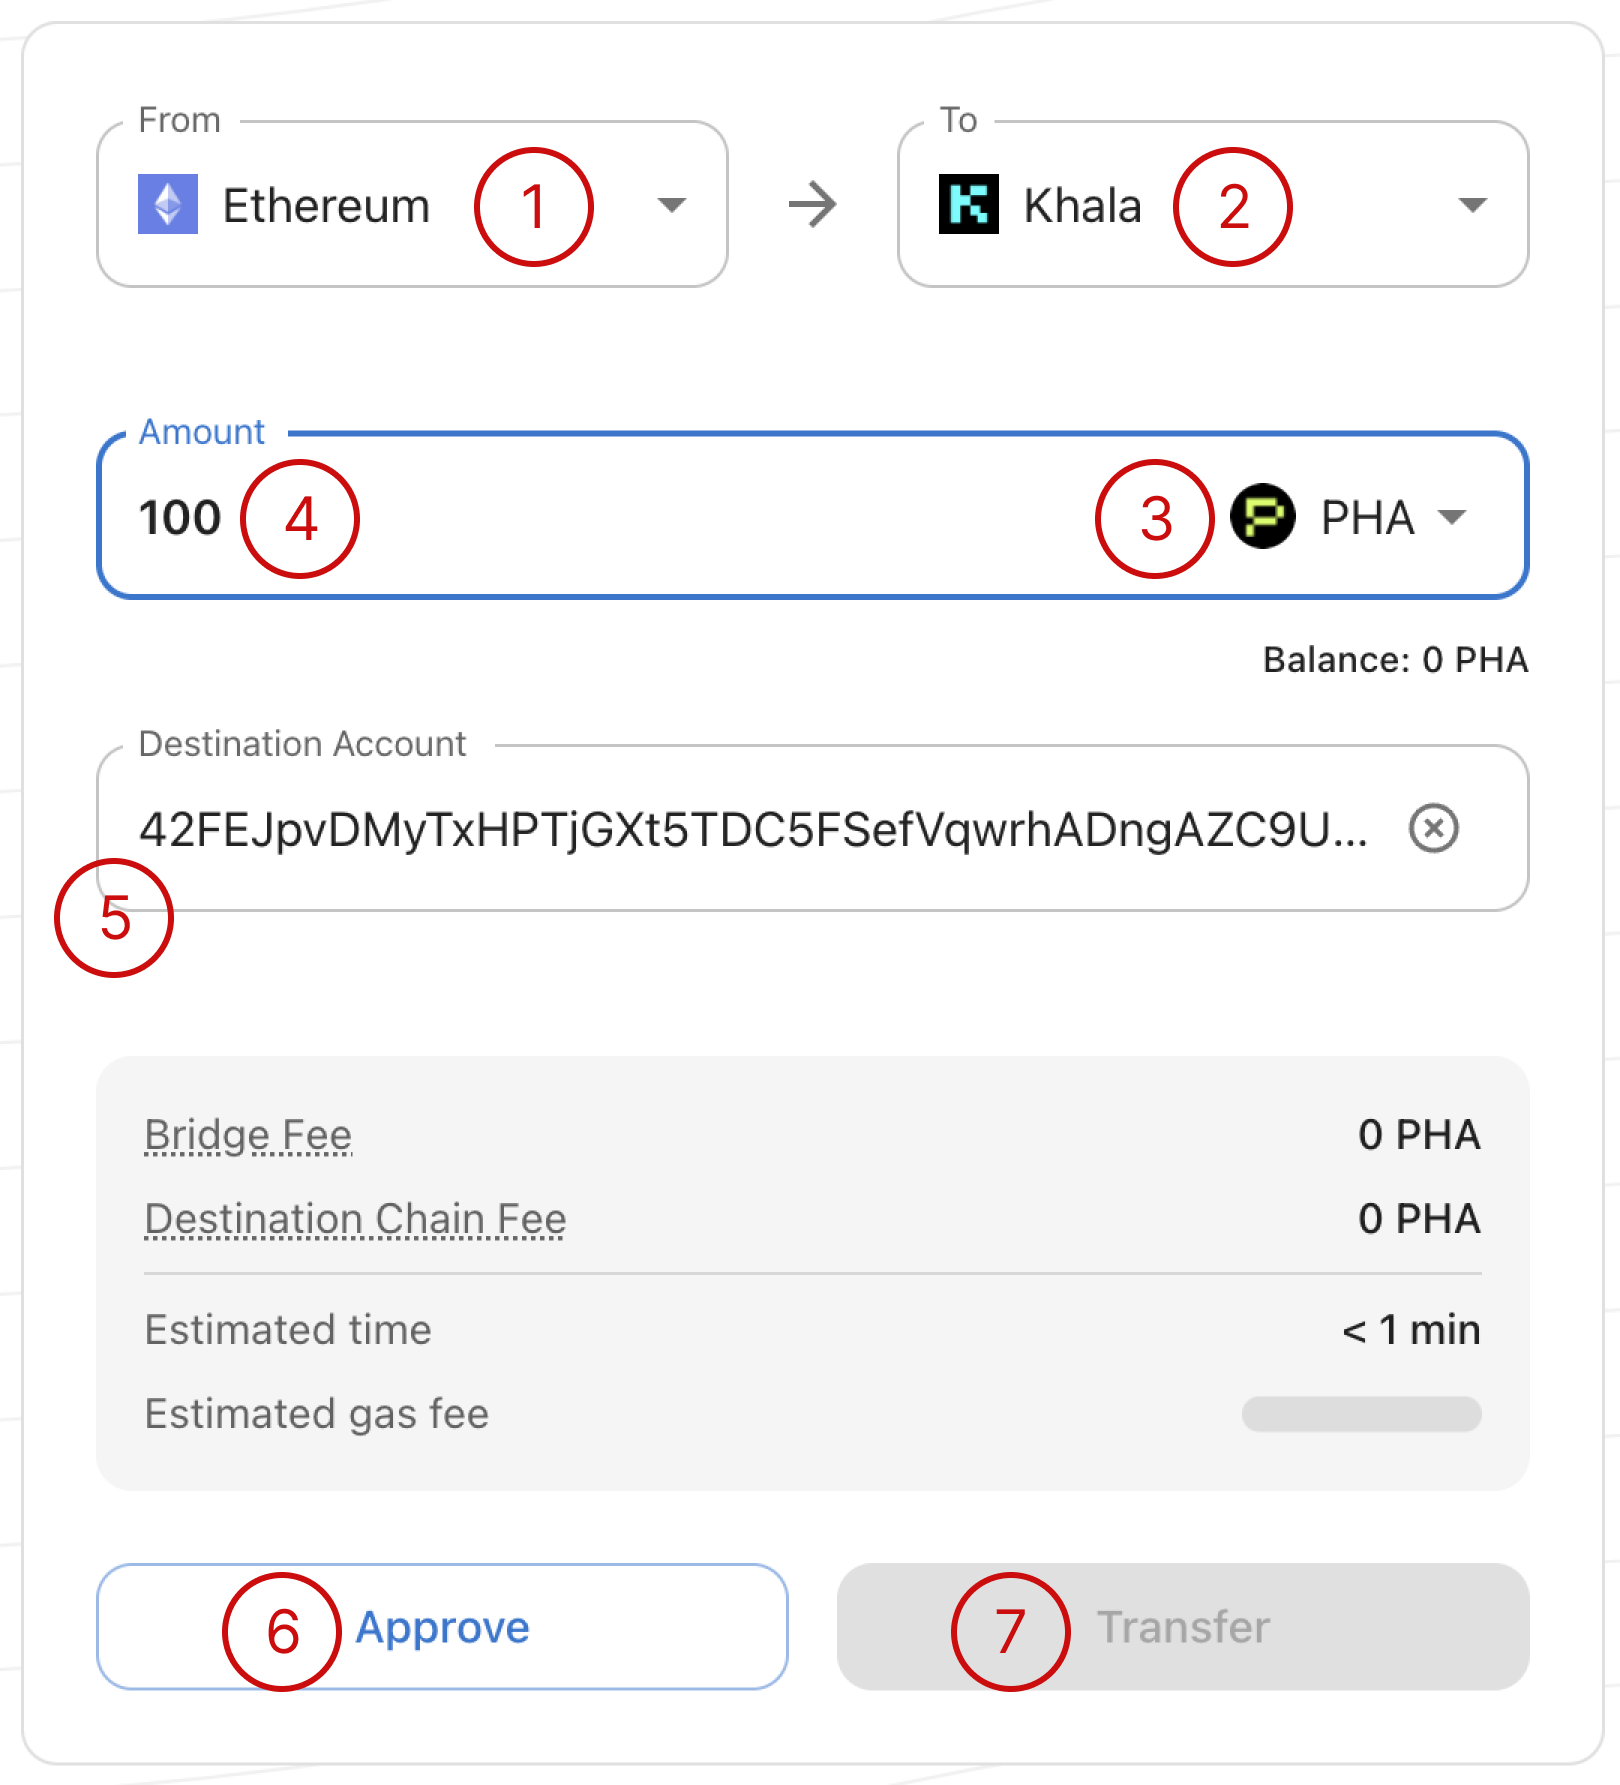 From
Ethereum 1
To
Khala 2
Amount
100 4 3 PHA
Balance: 0 PHA
Destination Account
42FEJpvDMyTxHPTjGXt5TDC5FSefVqwrhADngAZC9U...
5
Bridge Fee 0 PHA
Destination Chain Fee 0 PHA
Estimated time < 1 min
Estimated gas fee
6 Approve
7 Transfer